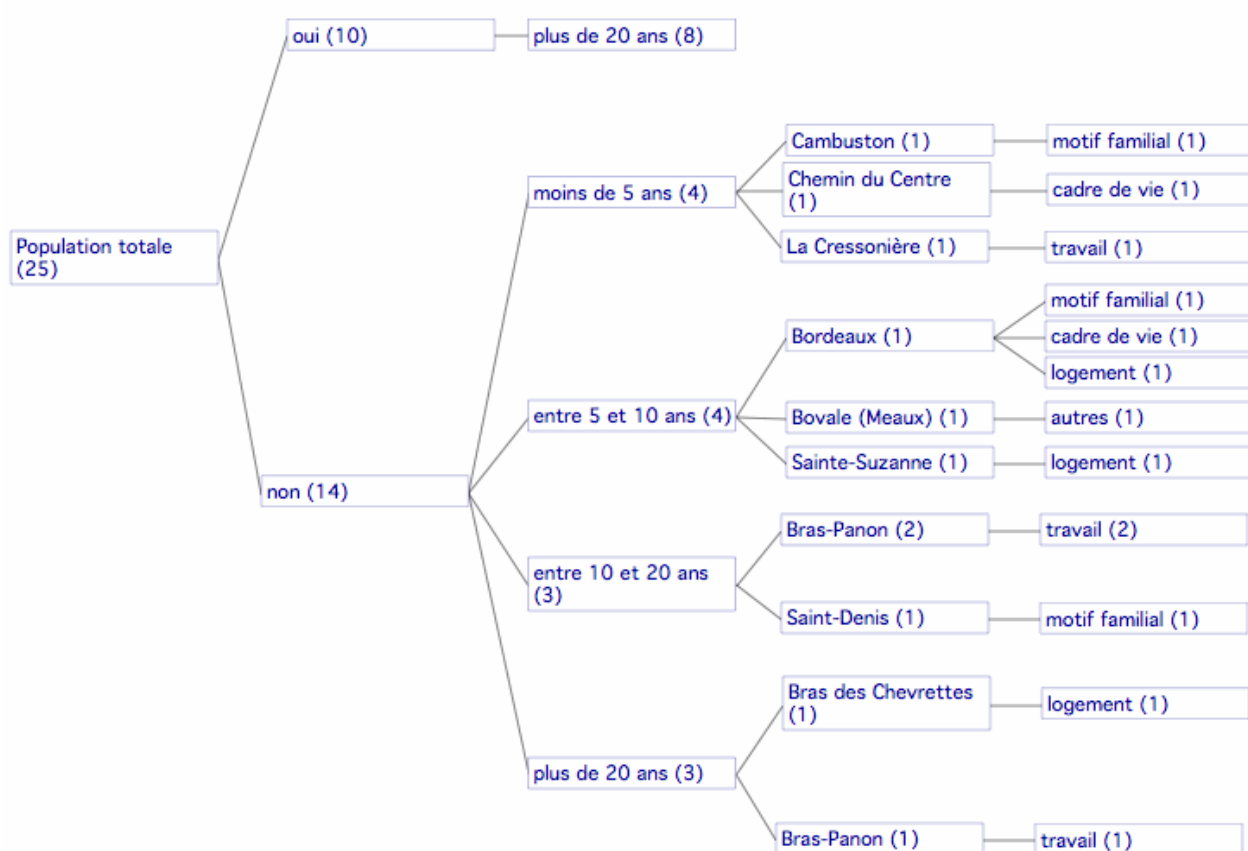 oui (10)
plus de 20 ans (8)
Cambuston (1)
motif familial (1)
Chemin du Centre
(1)
cadre de vie (1)
moins de 5 ans (4)
La Cressonière (1)
travail (1)
Population totale
(25)
motif familial (1)
Bordeaux (1)
cadre de vie (1)
logement (1)
entre 5 et 10 ans (4)
Bovale (Meaux) (1)
autres (1)
Sainte-Suzanne (1)
logement (1)
non (14)
Bras-Panon (2)
travail (2)
entre 10 et 20 ans
(3)
Saint-Denis (1)
motif familial (1)
Bras des Chevrettes
(1)
logement (1)
plus de 20 ans (3)
Bras-Panon (1)
travail (1)